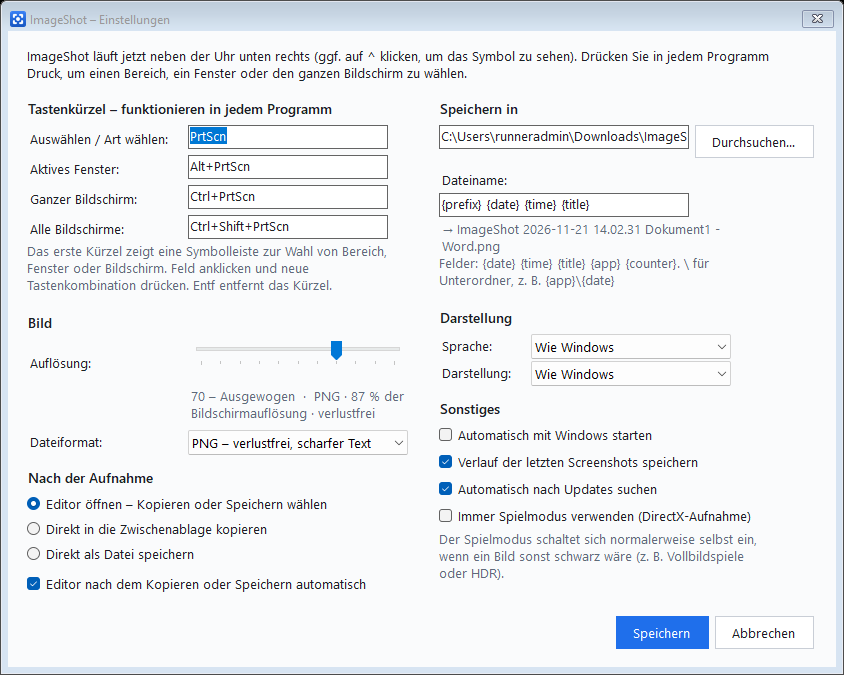 ImageShot – Einstellungen
ImageShot läuft jetzt neben der Uhr unten rechts (ggf. auf ^ klicken, um das Symbol zu sehen). Drücken Sie in jedem Programm
Druck, um einen Bereich, ein Fenster oder den ganzen Bildschirm zu wählen.
Tastenkürzel – funktionieren in jedem Programm
Auswählen / Art wählen:
PrtScn
Aktives Fenster:
Alt+PrtScn
Ganzer Bildschirm:
Ctrl+PrtScn
Alle Bildschirme:
Ctrl+Shift+PrtScn
Das erste Kürzel zeigt eine Symbolleiste zur Wahl von Bereich,
Fenster oder Bildschirm. Feld anklicken und neue
Tastenkombination drücken. Entf entfernt das Kürzel.
Bild
Auflösung:
70 – Ausgewogen · PNG · 87 % der
Bildschirmauflösung · verlustfrei
Dateiformat:
PNG – verlustfrei, scharfer Text
Nach der Aufnahme
Editor öffnen – Kopieren oder Speichern wählen
Direkt in die Zwischenablage kopieren
Direkt als Datei speichern
Editor nach dem Kopieren oder Speichern automatisch
Speichern in
C:\Users\runneradmin\Downloads\ImageS
Durchsuchen...
Dateiname:
{prefix} {date} {time} {title}
→ ImageShot 2026-11-21 14.02.31 Dokument1 -
Word.png
Felder: {date} {time} {title} {app} {counter}. \ für
Unterordner, z. B. {app}\{date}
Darstellung
Sprache:
Wie Windows
Darstellung:
Wie Windows
Sonstiges
Automatisch mit Windows starten
Verlauf der letzten Screenshots speichern
Automatisch nach Updates suchen
Immer Spielmodus verwenden (DirectX-Aufnahme)
Der Spielmodus schaltet sich normalerweise selbst ein,
wenn ein Bild sonst schwarz wäre (z. B. Vollbildspiele
oder HDR).
Speichern
Abbrechen